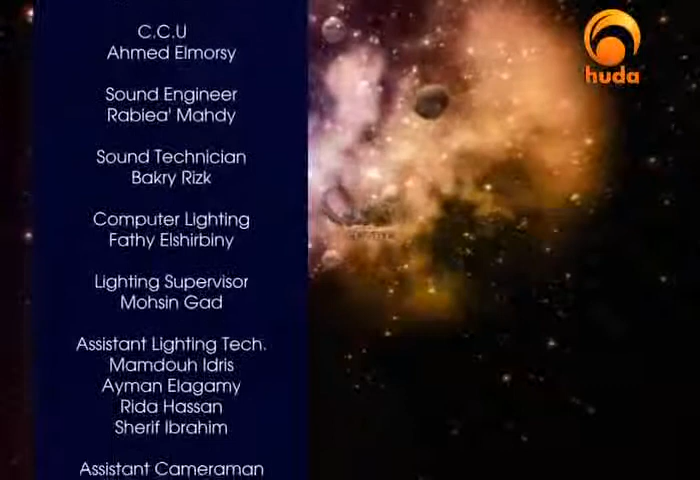 C.C.U
Ahmed Elmorsy
Sound Engineer
Rabiea' Mahdy
Sound Technician
Bakry Rizk
Computer Lighting
Fathy Elshirbiny
Lighting Supervisor
Mohsin Gad
Assistant Lighting Tech.
Mamdouh Idris
Ayman Elagamy
Rida Hassan
Sherif Ibrahim
Assistant Cameraman
huda